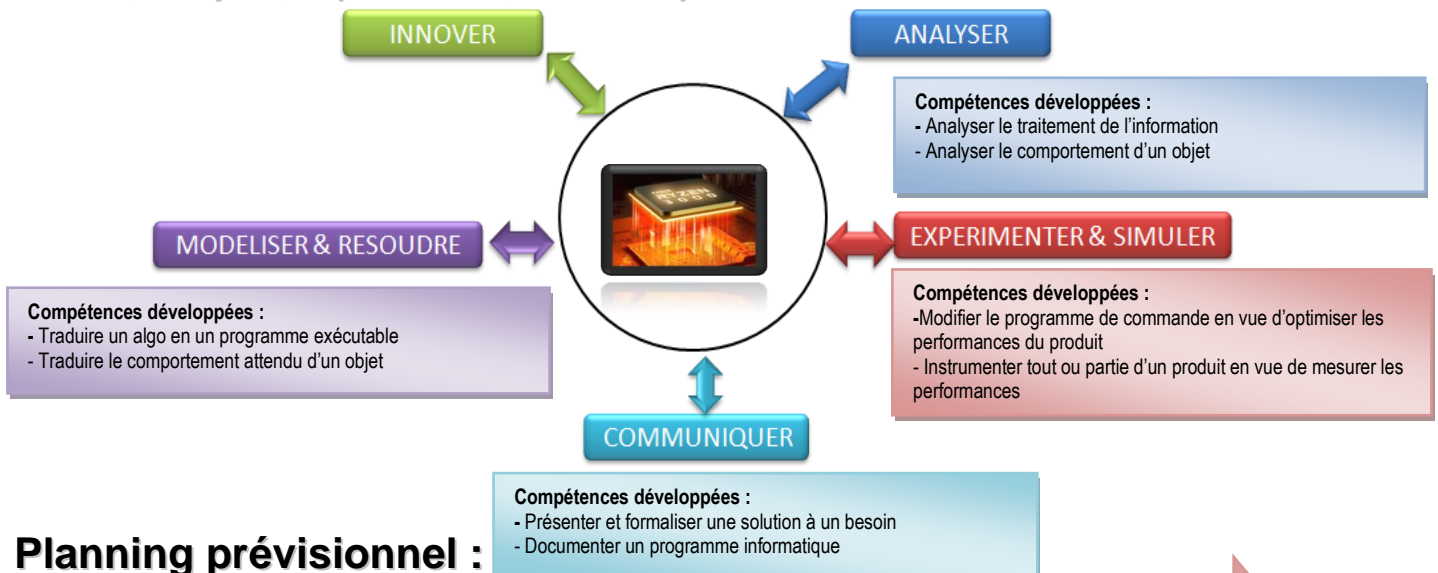 INNOVER
ANALYSER
Compétences développées :
- Analyser le traitement de l’information
- Analyser le comportement d’un objet
RYZEN
3000
MODELISER & RESOUDRE
EXPERIMENTER & SIMULER
Compétences développées :
- Traduire un algo en un programme exécutable
- Traduire le comportement attendu d’un objet
Compétences développées :
-Modifier le programme de commande en vue d’optimiser les
performances du produit
- Instrumenter tout ou partie d’un produit en vue de mesurer les
performances
COMMUNIQUER
Compétences développées :
- Présenter et formaliser une solution à un besoin
- Documenter un programme informatique
Planning prévisionnel :